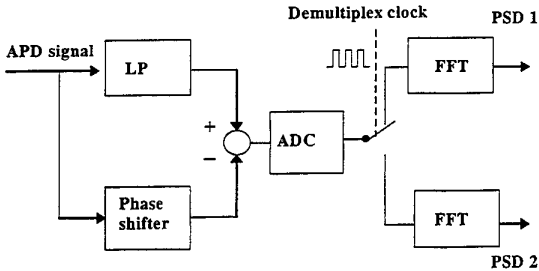 Demultiplex clock
PSD 1
APD signal
LP
FFT
+
−
ADC
Phase
shifter
FFT
PSD 2